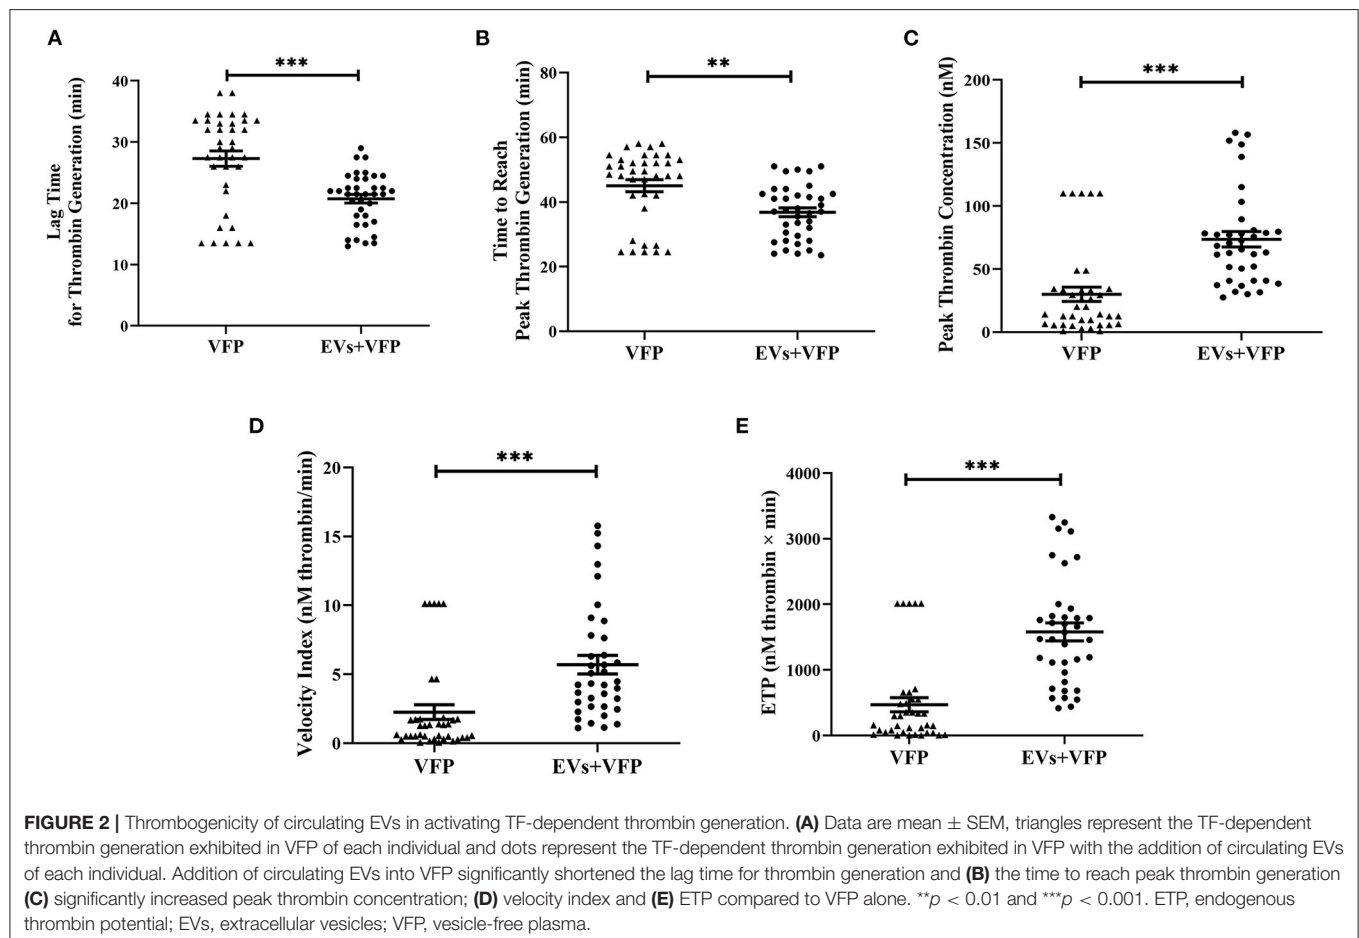 A
***
Lag Time
for Thrombin Generation (min)
40
30
20
10
0
VFP
EVs+VFP
B
**
Time to Reach
Peak Thrombin Generation (min)
80
60
40
20
0
VFP
EVs+VFP
C
***
Peak Thrombin Concentration (nM)
200
150
100
50
0
VFP
EVs+VFP
D
***
Velocity Index (nM thrombin/min)
20
15
10
5
0
VFP
EVs+VFP
E
***
ETP (nM thrombin × min)
4000
3000
2000
1000
0
VFP
EVs+VFP
FIGURE 2 | Thrombogenicity of circulating EVs in activating TF-dependent thrombin generation. (A) Data are mean ± SEM, triangles represent the TF-dependent
thrombin generation exhibited in VFP of each individual and dots represent the TF-dependent thrombin generation exhibited in VFP with the addition of circulating EVs
of each individual. Addition of circulating EVs into VFP significantly shortened the lag time for thrombin generation and (B) the time to reach peak thrombin generation
(C) significantly increased peak thrombin concentration; (D) velocity index and (E) ETP compared to VFP alone. **p < 0.01 and ***p < 0.001. ETP, endogenous
thrombin potential; EVs, extracellular vesicles; VFP, vesicle-free plasma.